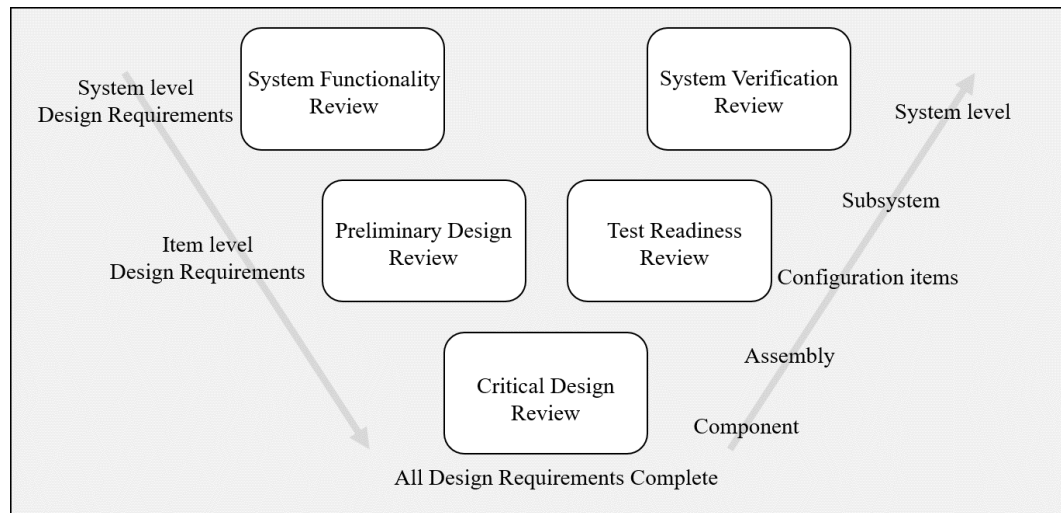 System level
Design Requirements
System Functionality
Review
System Verification
Review
System level
Subsystem
Item level
Design Requirements
Preliminary Design
Review
Test Readiness
Review
Configuration items
Assembly
Critical Design
Review
Component
All Design Requirements Complete